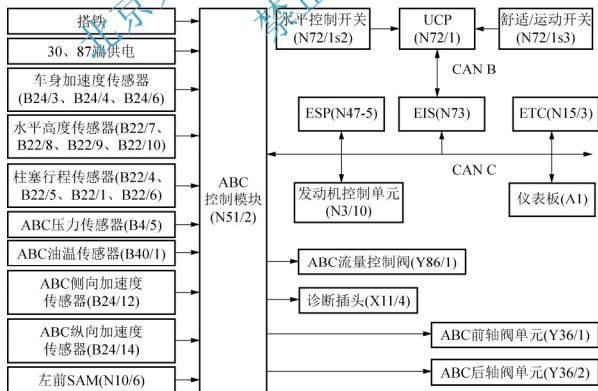 搭铁
30、87端供电
车身加速度传感器
(B24/3、B24/4、B24/6)
水平高度传感器(B22/7、
B22/8、B22/9、B22/10)
柱塞行程传感器(B22/4、
B22/5、B22/1、B22/6)
ABC压力传感器(B4/5)
ABC油温传感器(B40/1)
ABC侧向加速度
传感器(B24/12)
ABC纵向加速度
传感器(B24/14)
左前SAM(N10/6)
ABC
控制模块
(N51/2)
水平控制开关
(N72/1s2)
UCP
(N72/1)
舒适/运动开关
(N72/1s3)
CAN B
ESP(N47-5)
EIS(N73)
ETC(N15/3)
CAN C
发动机控制单元
(N3/10)
仪表板(A1)
ABC流量控制阀(Y86/1)
诊断插头(X11/4)
ABC前轴阀单元(Y36/1)
ABC后轴阀单元(Y36/2)